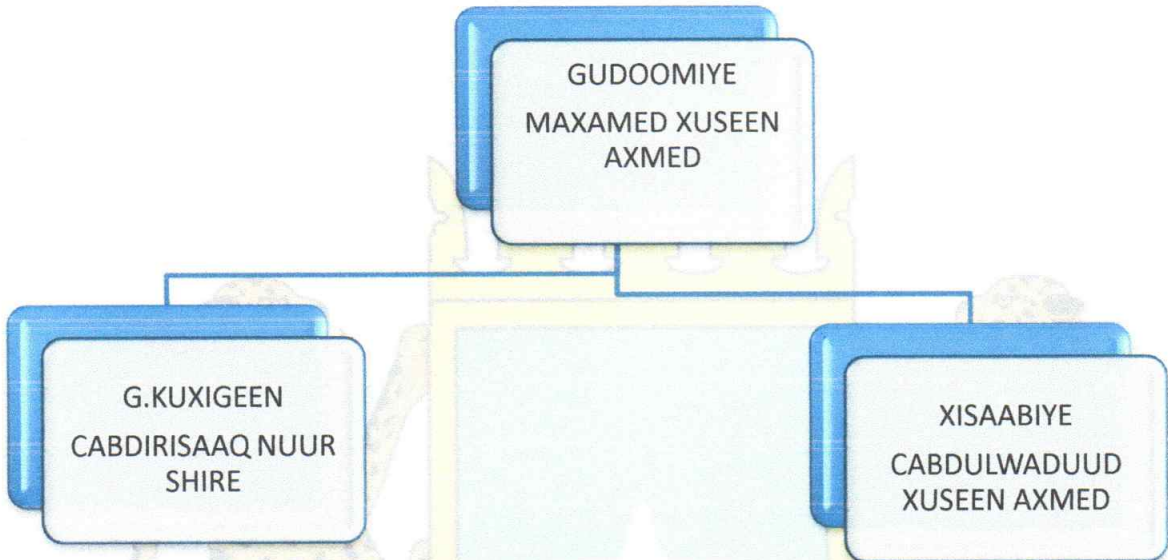 GUDOOMIYE
MAXAMED XUSEEN
AXMED
G.KUXIGEEN
CABDIRISAAQ NUUR
SHIRE
XISAABIYE
CABDULWADUUD
XUSEEN AXMED